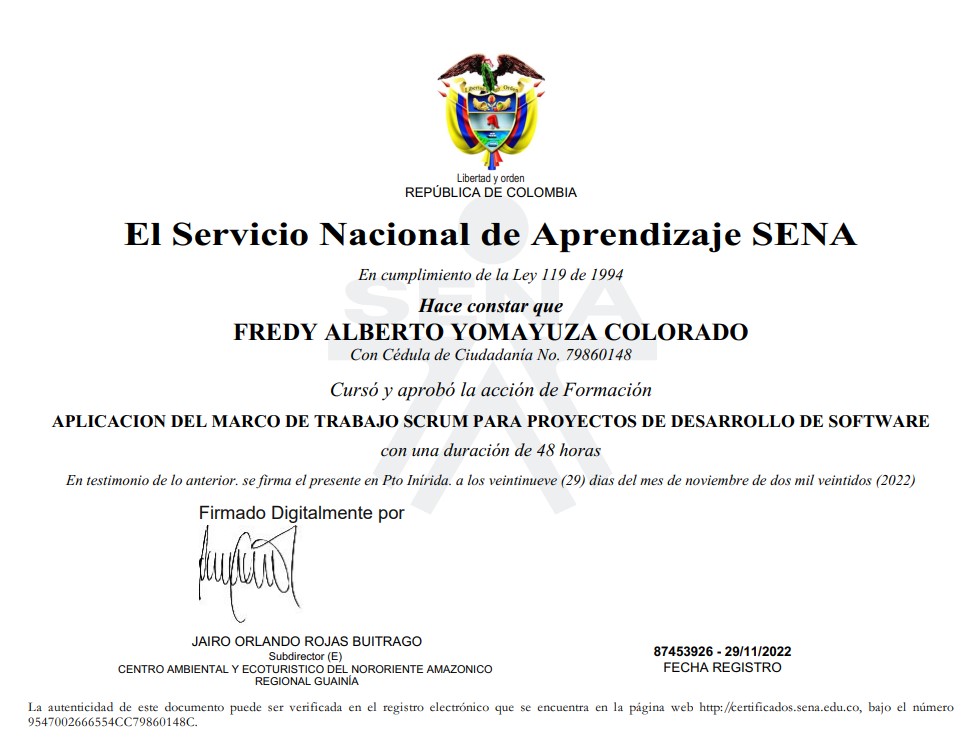 Libertad y Orden
Libertad y orden
REPÚBLICA DE COLOMBIA
SENA
El Servicio Nacional de Aprendizaje SENA
En cumplimiento de la Ley 119 de 1994
Hace constar que
FREDY ALBERTO YOMAYUZA COLORADO
Con Cédula de Ciudadanía No. 79860148
Cursó y aprobó la acción de Formación
APLICACION DEL MARCO DE TRABAJO SCRUM PARA PROYECTOS DE DESARROLLO DE SOFTWARE
con una duración de 48 horas
En testimonio de lo anterior. se firma el presente en Pto Inírida. a los veintinueve (29) dias del mes de noviembre de dos mil veintidos (2022)
Firmado Digitalmente por
JAIRO ORLANDO ROJAS BUITRAGO
Subdirector (E)
CENTRO AMBIENTAL Y ECOTURISTICO DEL NORORIENTE AMAZONICO
REGIONAL GUAINÍA
87453926 - 29/11/2022
FECHA REGISTRO
La autenticidad de este documento puede ser verificada en el registro electrónico que se encuentra en la página web http://certificados.sena.edu.co, bajo el número
9547002666554CC79860148C.